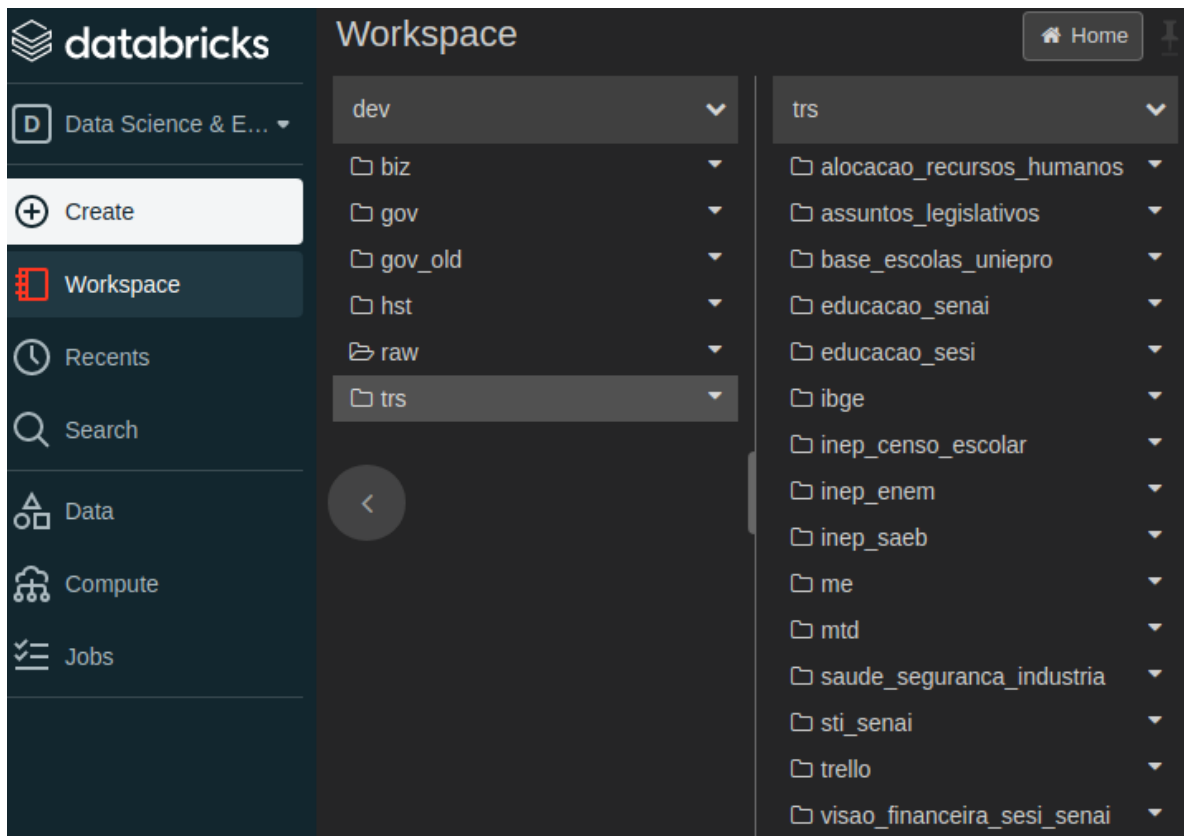 databricks
D Data Science & E...
Create
Workspace
Recents
Search
Data
Compute
Jobs
Workspace
Home
dev
biz
gov
gov_old
hst
raw
trs
trs
alocacao_recursos_humanos
assuntos_legislativos
base_escolas_uniepro
educacao_senai
educacao_sesi
ibge
inep_censo_escolar
inep_enem
inep_saeb
me
mtd
saude_seguranca_industria
sti_senai
trello
visao_financeira_sesi_senai